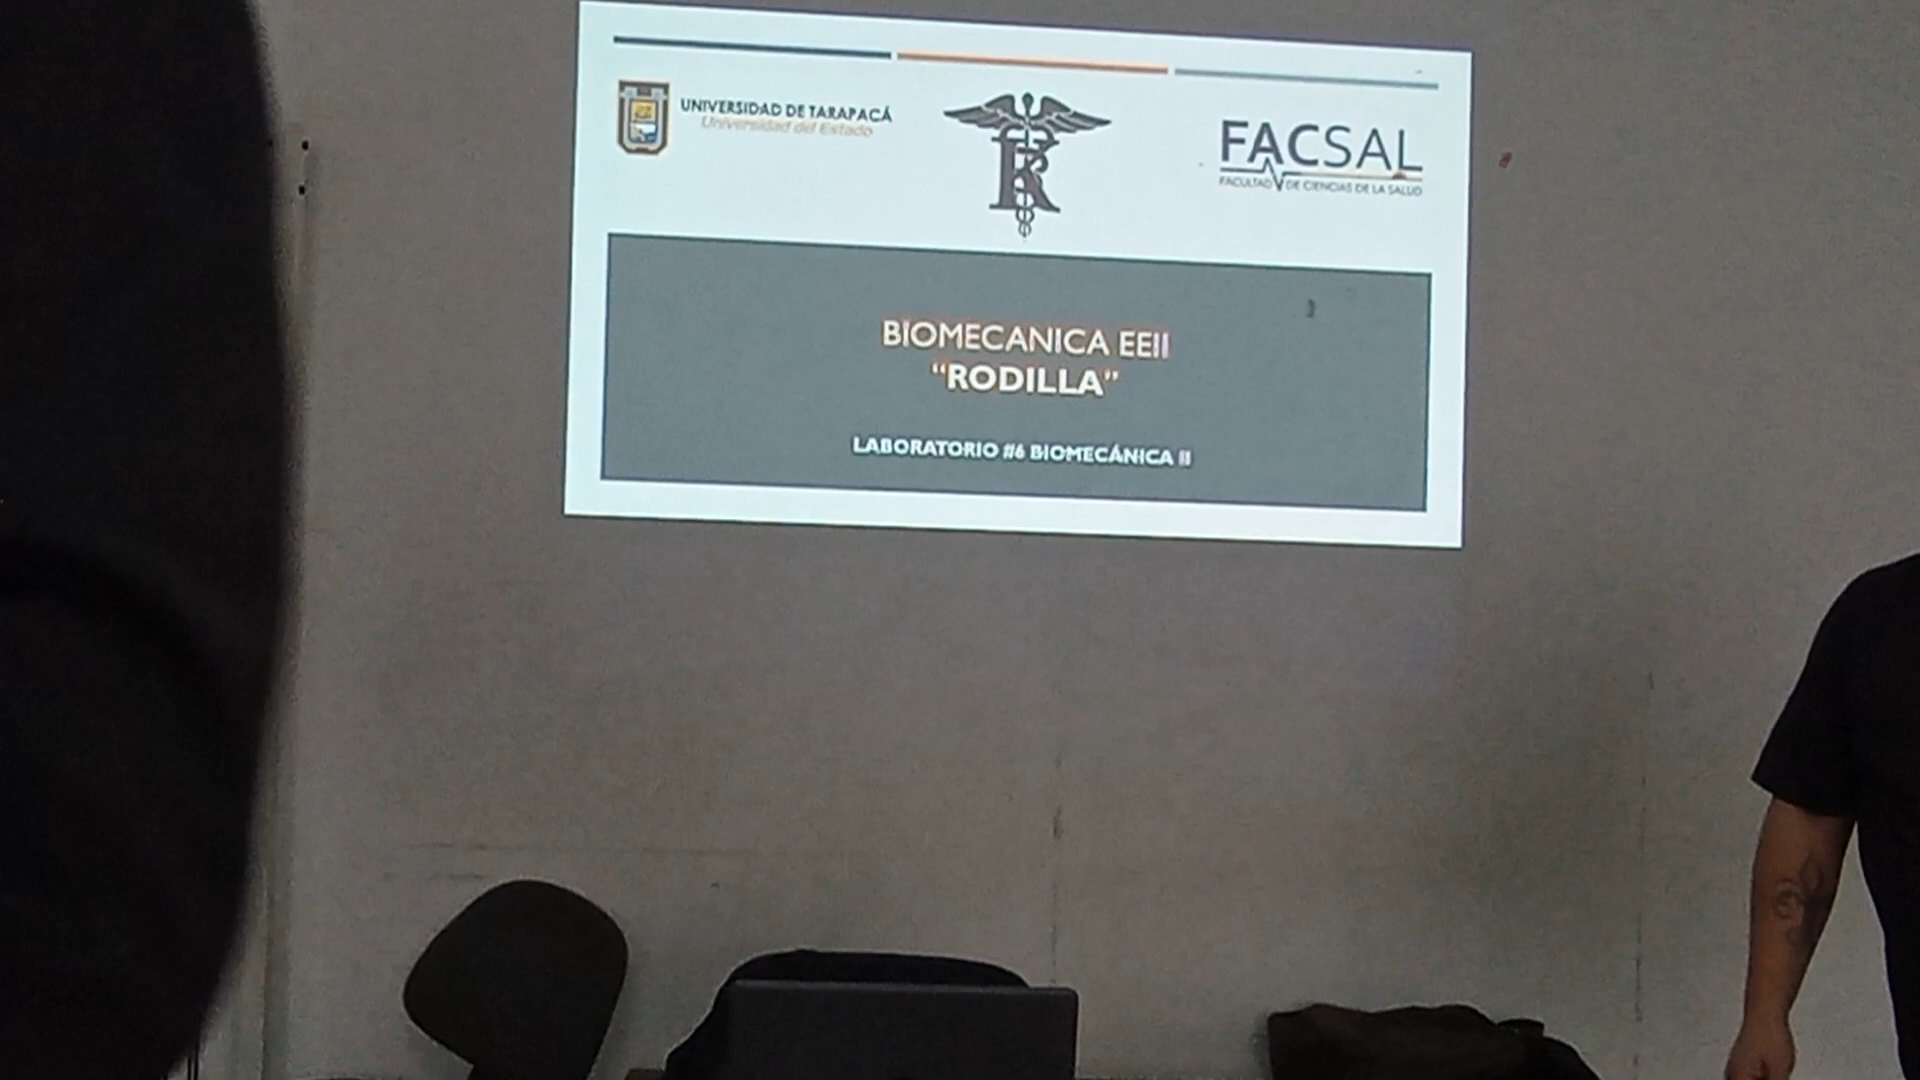 UNIVERSIDAD DE TARAPACÁ
Universidad del Estado
FACSAL
FACULTAD DE CIENCIAS DE LA SALUD
BIOMECANICA EEII
“RODILLA”
LABORATORIO #6 BIOMECÁNICA II